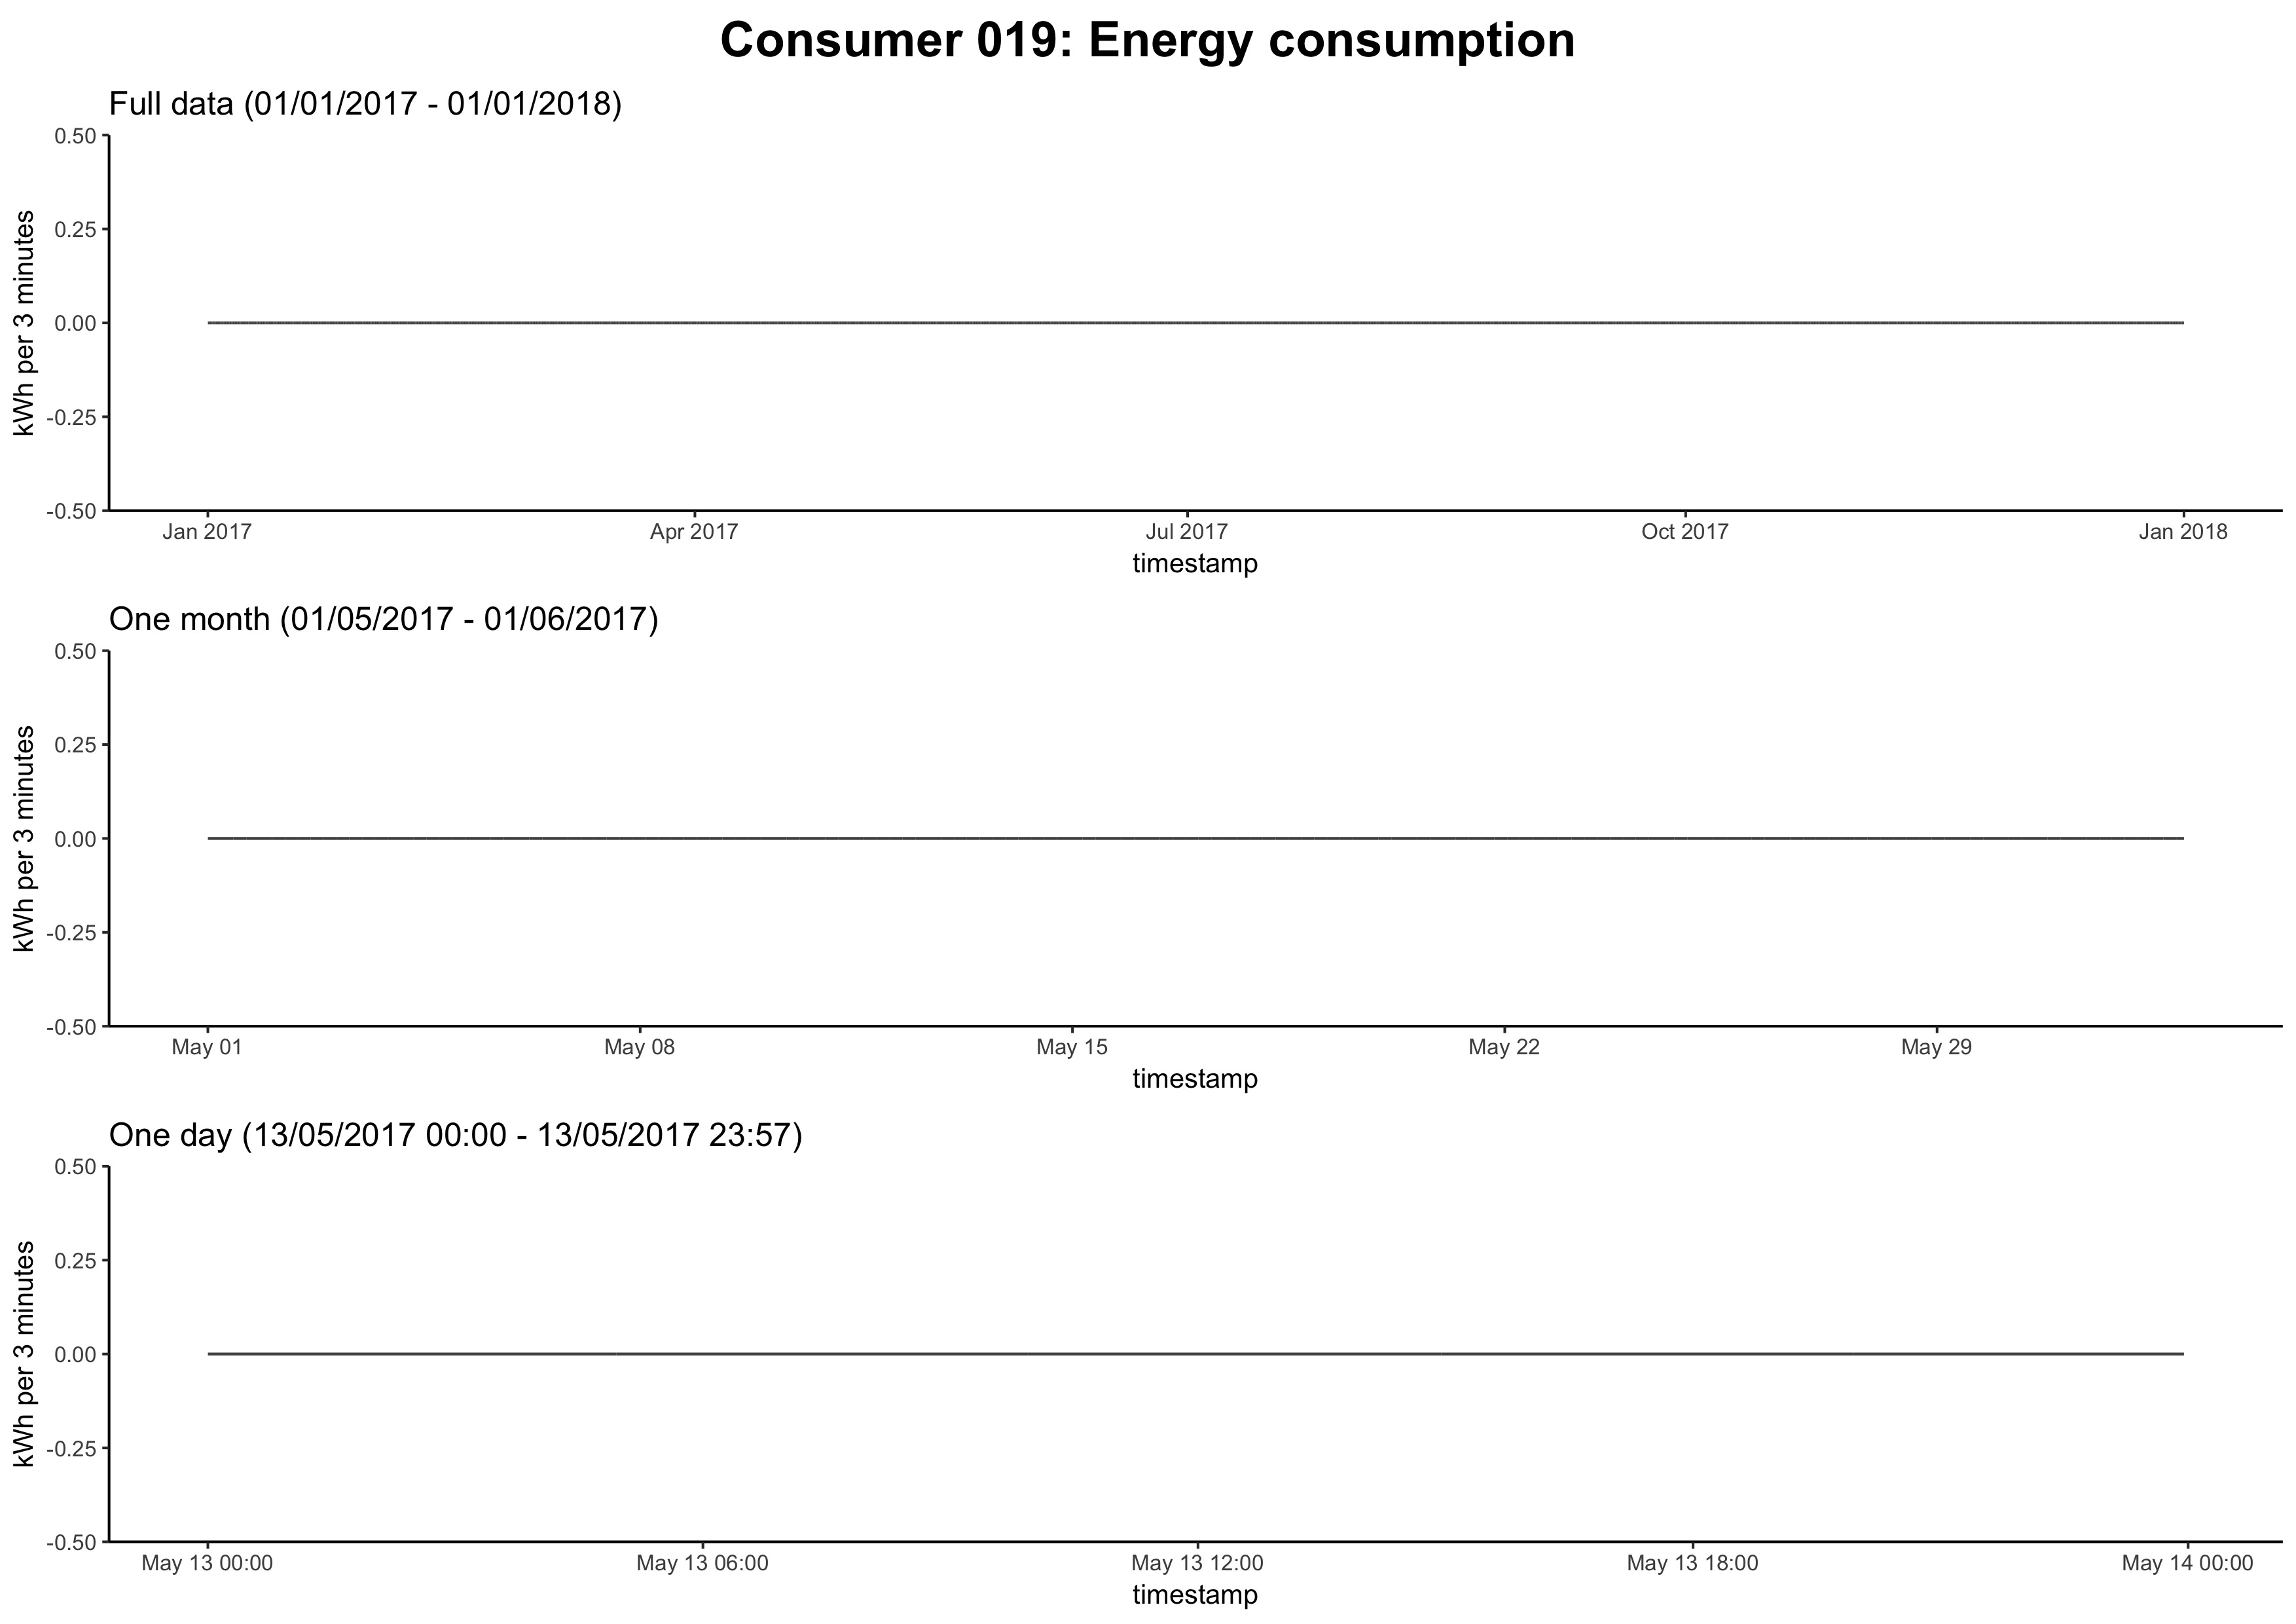 Consumer 019: Energy consumption
Full data (01/01/2017 - 01/01/2018)
kWh per 3 minutes
0.50
0.25
0.00
-0.25
-0.50
Jan 2017 Apr 2017 Jul 2017 Oct 2017 Jan 2018
timestamp
One month (01/05/2017 - 01/06/2017)
kWh per 3 minutes
0.50
0.25
0.00
-0.25
-0.50
May 01 May 08 May 15 May 22 May 29
timestamp
One day (13/05/2017 00:00 - 13/05/2017 23:57)
kWh per 3 minutes
0.50
0.25
0.00
-0.25
-0.50
May 13 00:00 May 13 06:00 May 13 12:00 May 13 18:00 May 14 00:00
timestamp